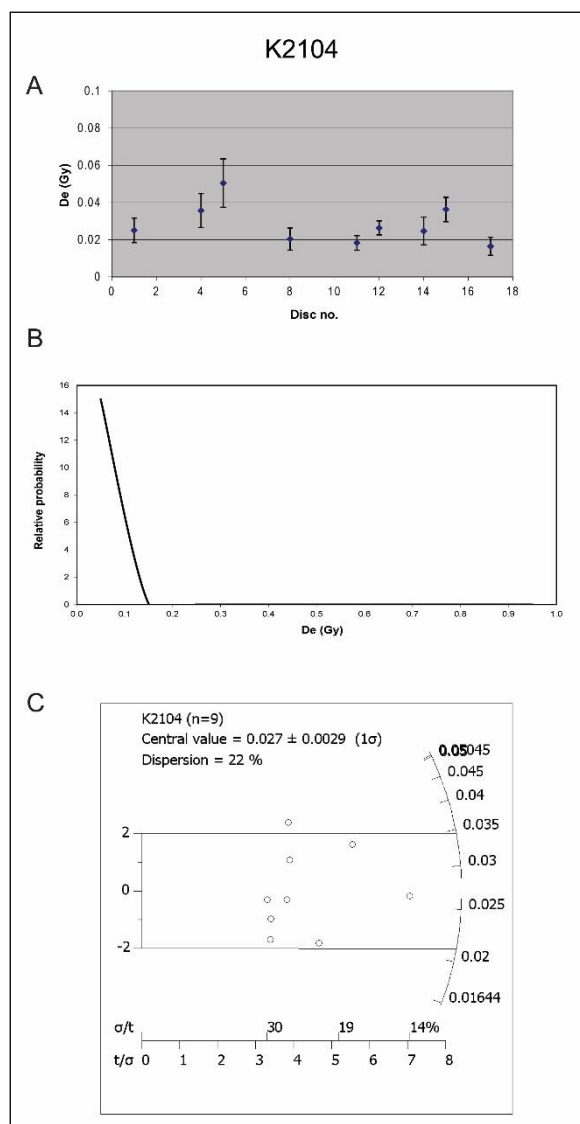 K2104
A
0.1
0.08
0.06
0.04
0.02
0
De (Gy)
0 2 4 6 8 10 12 14 16 18
Disc no.
B
16
14
12
10
8
6
4
2
0
Relative probability
0.0 0.1 0.2 0.3 0.4 0.5 0.6 0.7 0.8 0.9 1.0
De (Gy)
C
K2104 (n=9)
Central value = 0.027 ± 0.0029 (1σ)
Dispersion = 22 %
0.05045
0.05
0.045
0.04
0.035
0.03
0.025
0.02
0.01644
2
0
-2
σ/t 30 19 14%
t/σ 0 1 2 3 4 5 6 7 8